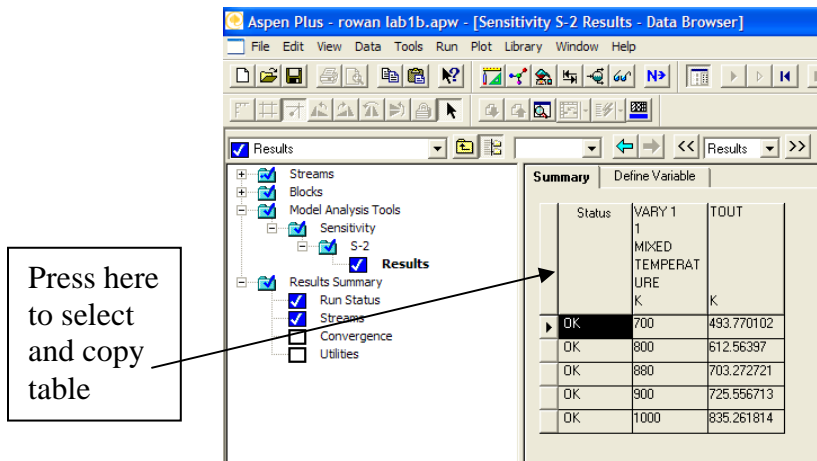 Aspen Plus - rowan lab1b.apw - [Sensitivity S-2 Results - Data Browser]
File Edit View Data Tools Run Plot Library Window Help
N>
Results
<< Results >>
Streams
Blocks
Model Analysis Tools
Sensitivity
S-2
Results
Results Summary
Run Status
Streams
Convergence
Utilities
Press here
to select
and copy
table
Summary Define Variable
Status VARY 1 TOUT
1
MIXED
TEMPERAT
URE
K K
OK 700 493.770102
OK 800 612.56397
OK 880 703.272721
OK 900 725.556713
OK 1000 835.261814